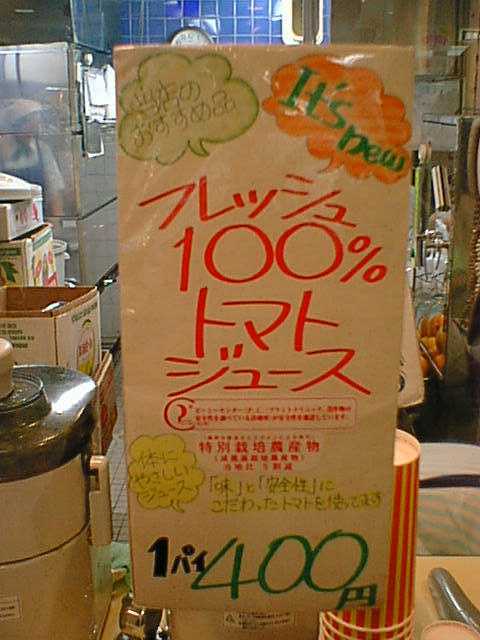 当店の
おすすめ品
It's
new
フレッシュ
100%
トマト
ジュース
特別栽培農産物
体に
やさしい
ジュース
「味」と「安全性」に
こだわったトマトを使ってます
1パイ400円